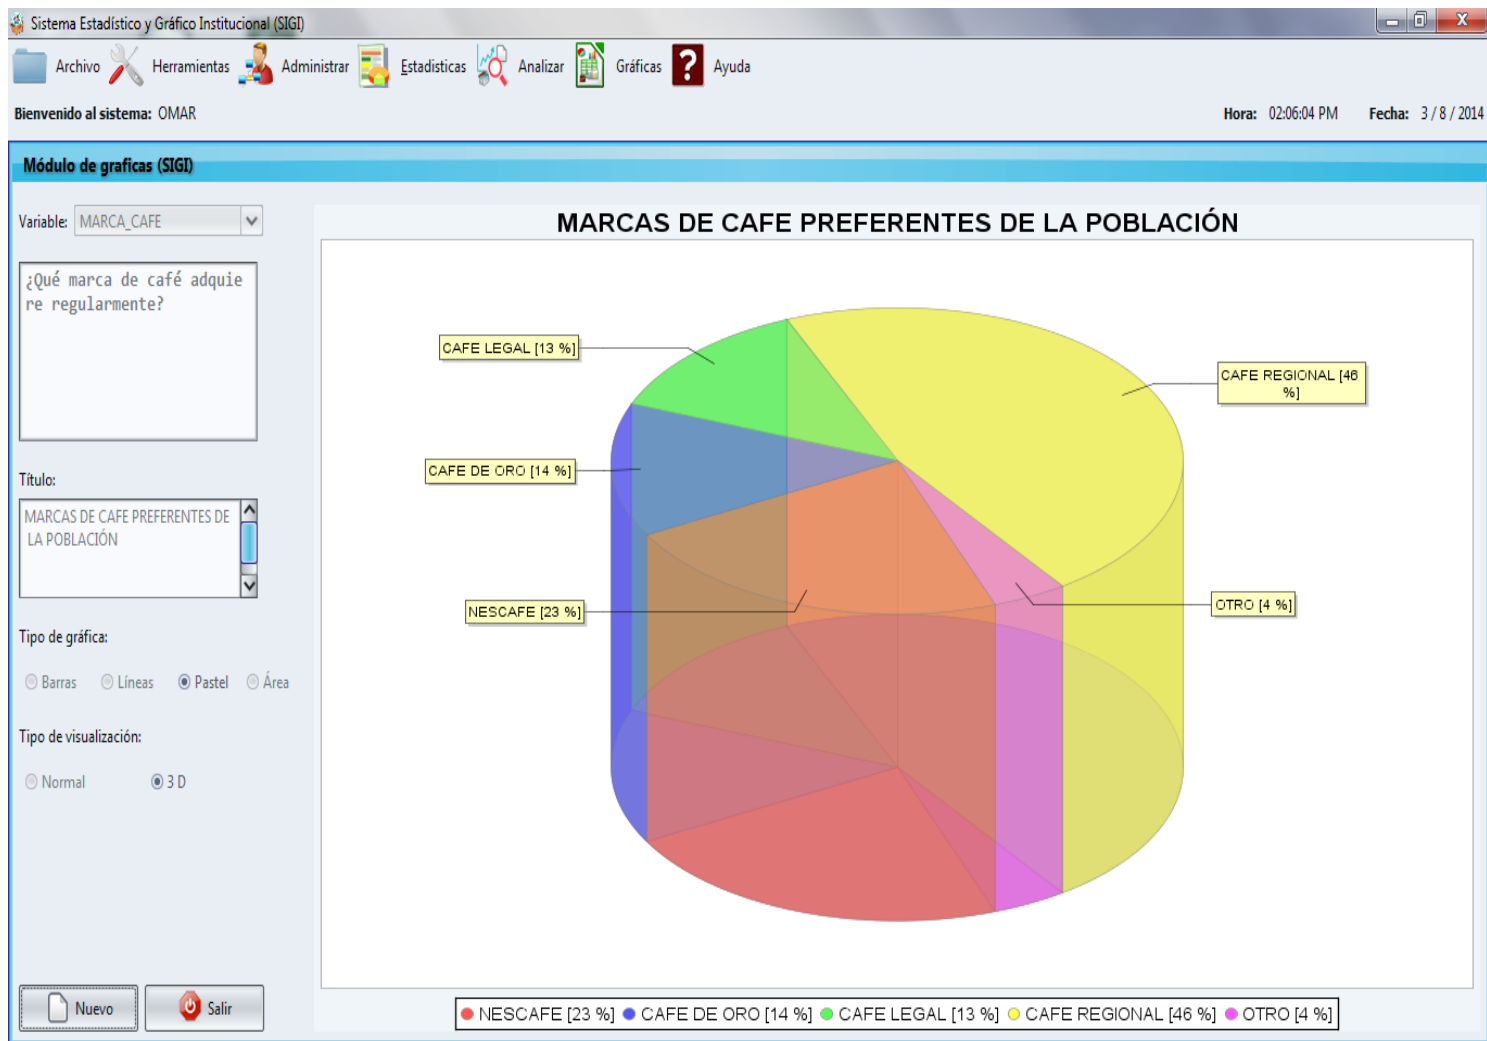 Sistema Estadístico y Gráfico Institucional (SIGI)
Archivo Herramientas Administrar Estadisticas Analizar Gráficas ? Ayuda
Bienvenido al sistema: OMAR Hora: 02:06:04 PM Fecha: 3 / 8 / 2014
Módulo de graficas (SIGI)
Variable: MARCA_CAFE
¿Qué marca de café adquie
re regularmente?
Título:
MARCAS DE CAFE PREFERENTES DE
LA POBLACIÓN
Tipo de gráfica:
Barras Líneas Pastel Área
Tipo de visualización:
Normal 3 D
Nuevo Salir
MARCAS DE CAFE PREFERENTES DE LA POBLACIÓN
CAFE LEGAL [13 %]
CAFE REGIONAL [46
%]
CAFE DE ORO [14 %]
NESCAFE [23 %]
OTRO [4 %]
NESCAFE [23 %] CAFE DE ORO [14 %] CAFE LEGAL [13 %] CAFE REGIONAL [46 %] OTRO [4 %]